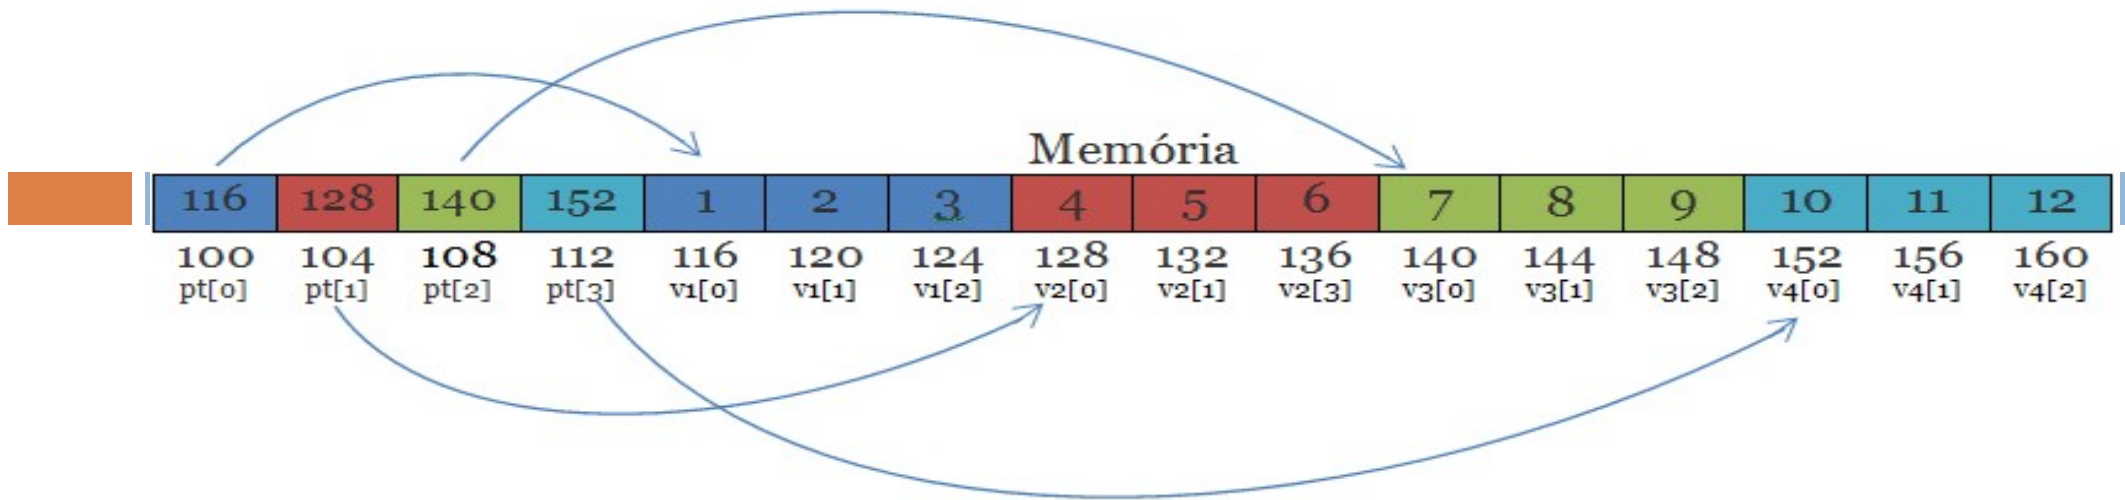 Memória
116 128 140 152 1 2 3 4 5 6 7 8 9 10 11 12
100 104 108 112 116 120 124 128 132 136 140 144 148 152 156 160
pt[0] pt[1] pt[2] pt[3] v1[0] v1[1] v1[2] v2[0] v2[1] v2[3] v3[0] v3[1] v3[2] v4[0] v4[1] v4[2]